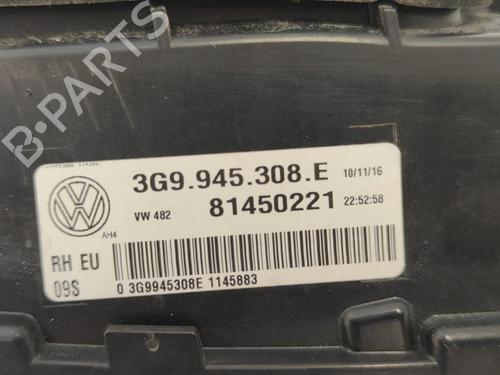 B-PARTS
3G9.945.308.E 10/11/16
VW 482 81450221 22:52:58
AH4
RH EU
09S 0 3G9945308E 1145883